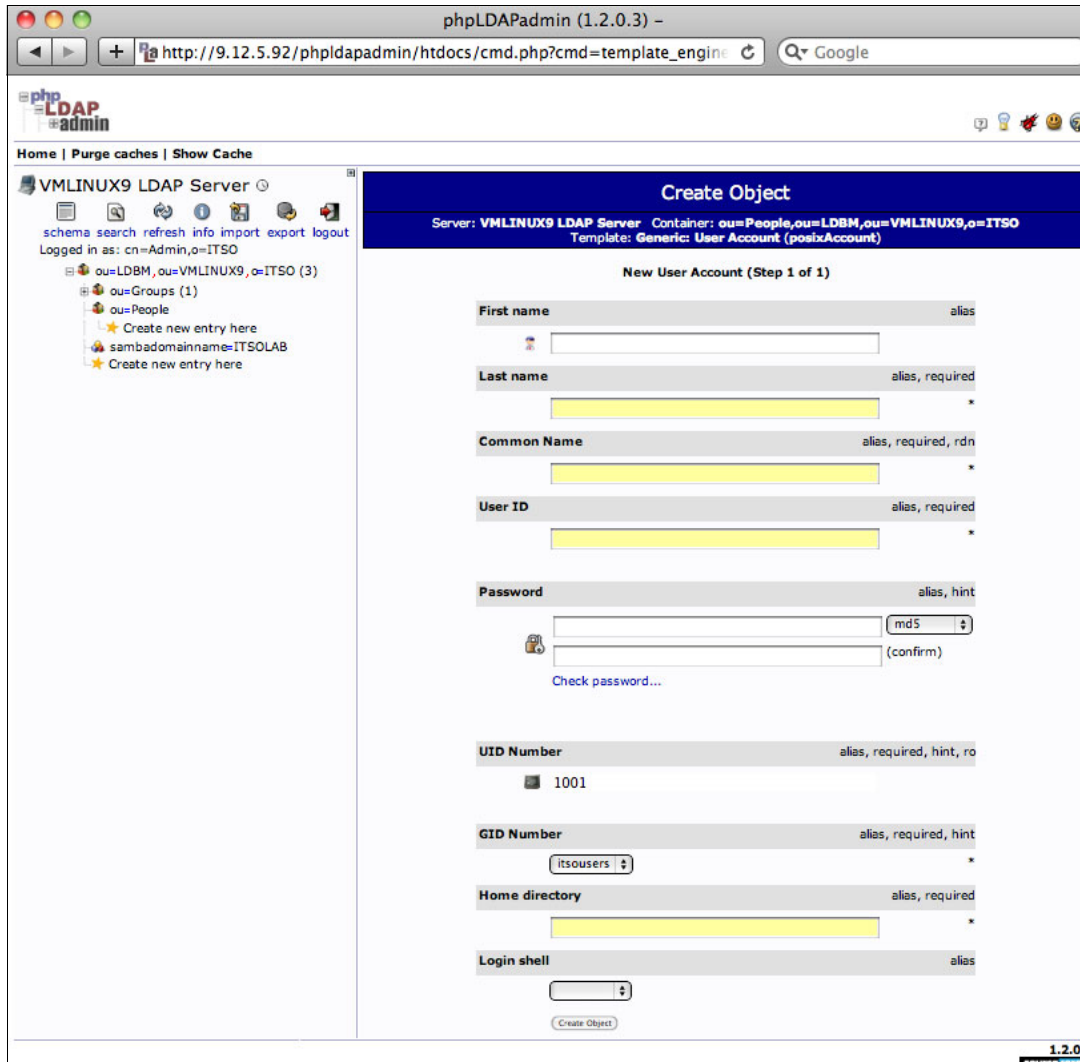 phpLDAPadmin (1.2.0.3) –
http://9.12.5.92/phpldapadmin/htdocs/cmd.php?cmd=template_engine
Google
php
LDAP
admin
Home | Purge caches | Show Cache
VMLINUX9 LDAP Server
schema search refresh info import export logout
Logged in as: cn=Admin,o=ITSO
ou=LDBM,ou=VMLINUX9,o=ITSO (3)
ou=Groups (1)
ou=People
Create new entry here
sambadomainname=ITSOLAB
Create new entry here
Create Object
Server: VMLINUX9 LDAP Server Container: ou=People,ou=LDBM,ou=VMLINUX9,o=ITSO
Template: Generic: User Account (posixAccount)
New User Account (Step 1 of 1)
First name alias
Last name alias, required
*
Common Name alias, required, rdn
*
User ID alias, required
*
Password alias, hint
md5
(confirm)
Check password...
UID Number alias, required, hint, ro
1001
GID Number alias, required, hint
itsousers *
Home directory alias, required
*
Login shell alias
Create Object
1.2.0